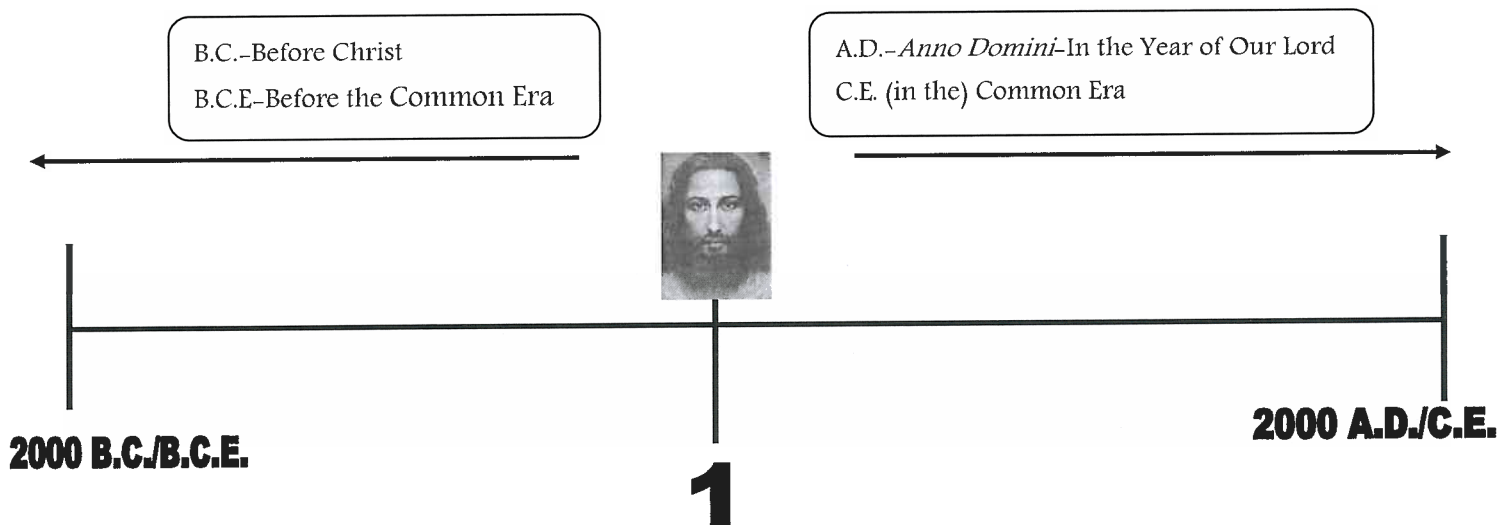 B.C.-Before Christ
B.C.E-Before the Common Era
A.D.-Anno Domini-In the Year of Our Lord
C.E. (in the) Common Era
2000 B.C./B.C.E.
1
2000 A.D./C.E.